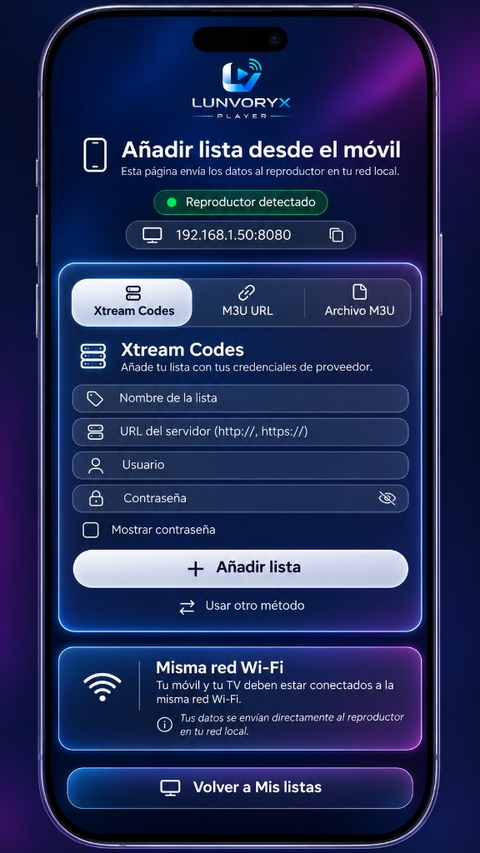 LUNVORYX
PLAYER
Añadir lista desde el móvil
Esta página envía los datos al reproductor en tu red local.
Reproductor detectado
192.168.1.50:8080
Xtream Codes
M3U URL
Archivo M3U
Xtream Codes
Añade tu lista con tus credenciales de proveedor.
Nombre de la lista
URL del servidor (http://, https://)
Usuario
Contraseña
Mostrar contraseña
Añadir lista
Usar otro método
Misma red Wi-Fi
Tu móvil y tu TV deben estar conectados a la
misma red Wi-Fi.
Tus datos se envían directamente al reproductor
en tu red local.
Volver a Mis listas